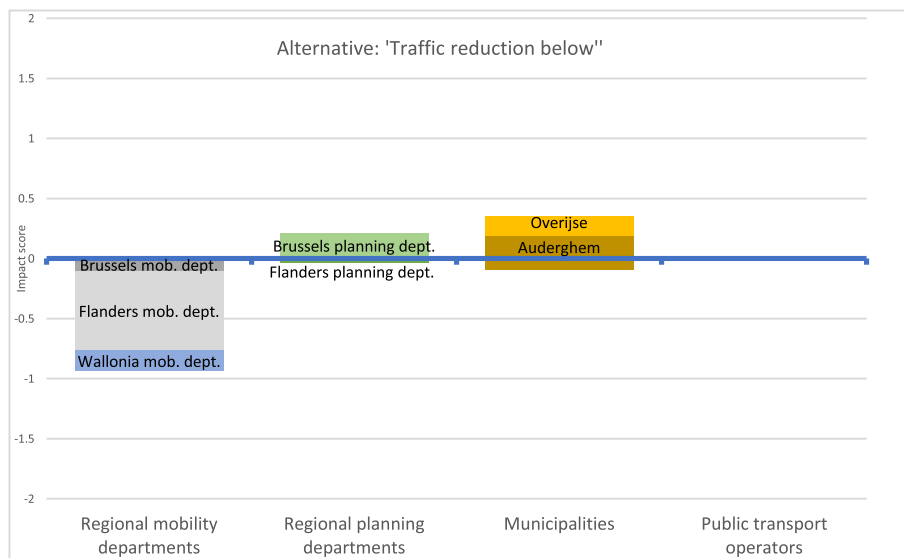 Alternative: 'Traffic reduction below''
Impact score
2
1.5
1
0.5
0
-0.5
-1
-1.5
-2
Overijse
Auderghem
Brussels planning dept.
Flanders planning dept.
Brussels mob. dept.
Flanders mob. dept.
Wallonia mob. dept.
Regional mobility
departments
Regional planning
departments
Municipalities
Public transport
operators